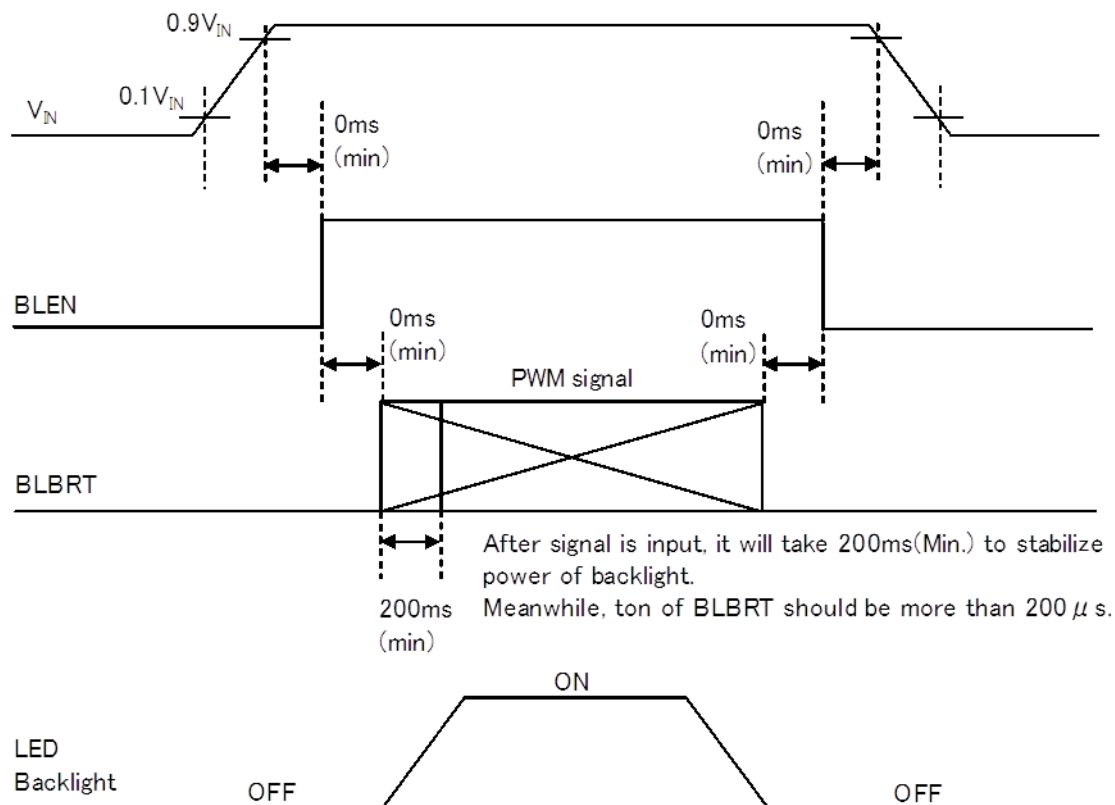 0.9VIN
0.1VIN
VIN
0ms
(min)
0ms
(min)
BLEN
0ms
(min)
0ms
(min)
PWM signal
BLBRT
After signal is input, it will take 200ms(Min.) to stabilize
power of backlight.
Meanwhile, ton of BLBRT should be more than 200 μ s.
200ms
(min)
ON
LED
Backlight
OFF
OFF